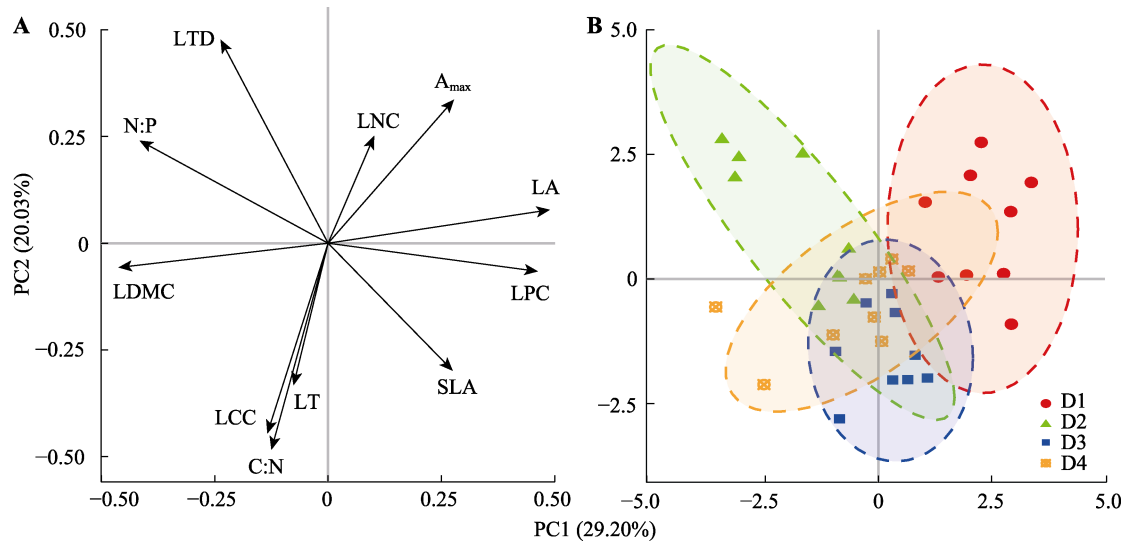 A
B
PC2 (20.03%)
0.50
0.25
0
−0.25
−0.50
LTD
N:P
LNC
Amax
LA
LDMC
LPC
SLA
LT
LCC
C:N
−0.50
−0.25
0
0.25
0.50
5.0
2.5
0
−2.5
D1
D2
D3
D4
−5.0
−2.5
0
2.5
5.0
PC1 (29.20%)